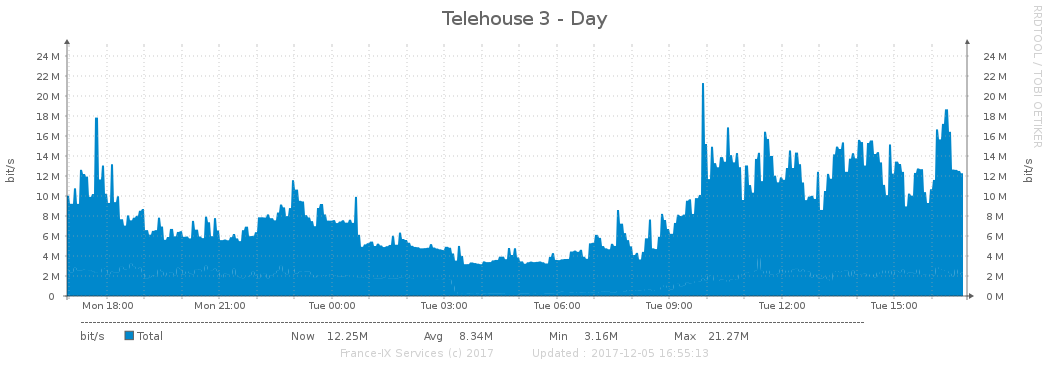 Telehouse 3 - Day
RRDTOOL / TOBI OETIKER
bit/s
24 M 24 M
22 M 22 M
20 M 20 M
18 M 18 M
16 M 16 M
14 M 14 M
12 M 12 M
10 M 10 M
8 M 8 M
6 M 6 M
4 M 4 M
2 M 2 M
0 0 M
bit/s
Mon 18:00 Mon 21:00 Tue 00:00 Tue 03:00 Tue 06:00 Tue 09:00 Tue 12:00 Tue 15:00
bit/s Total Now 12.25M Avg 8.34M Min 3.16M Max 21.27M
France-IX Services (c) 2017 Updated : 2017-12-05 16:55:13